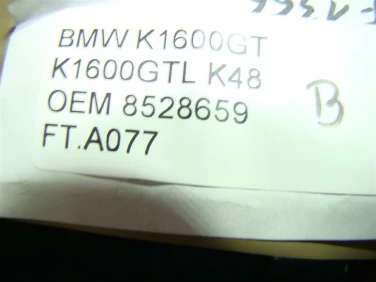 BMW K1600GT
K1600GTL K48
OEM 8528659
FT.A077
B